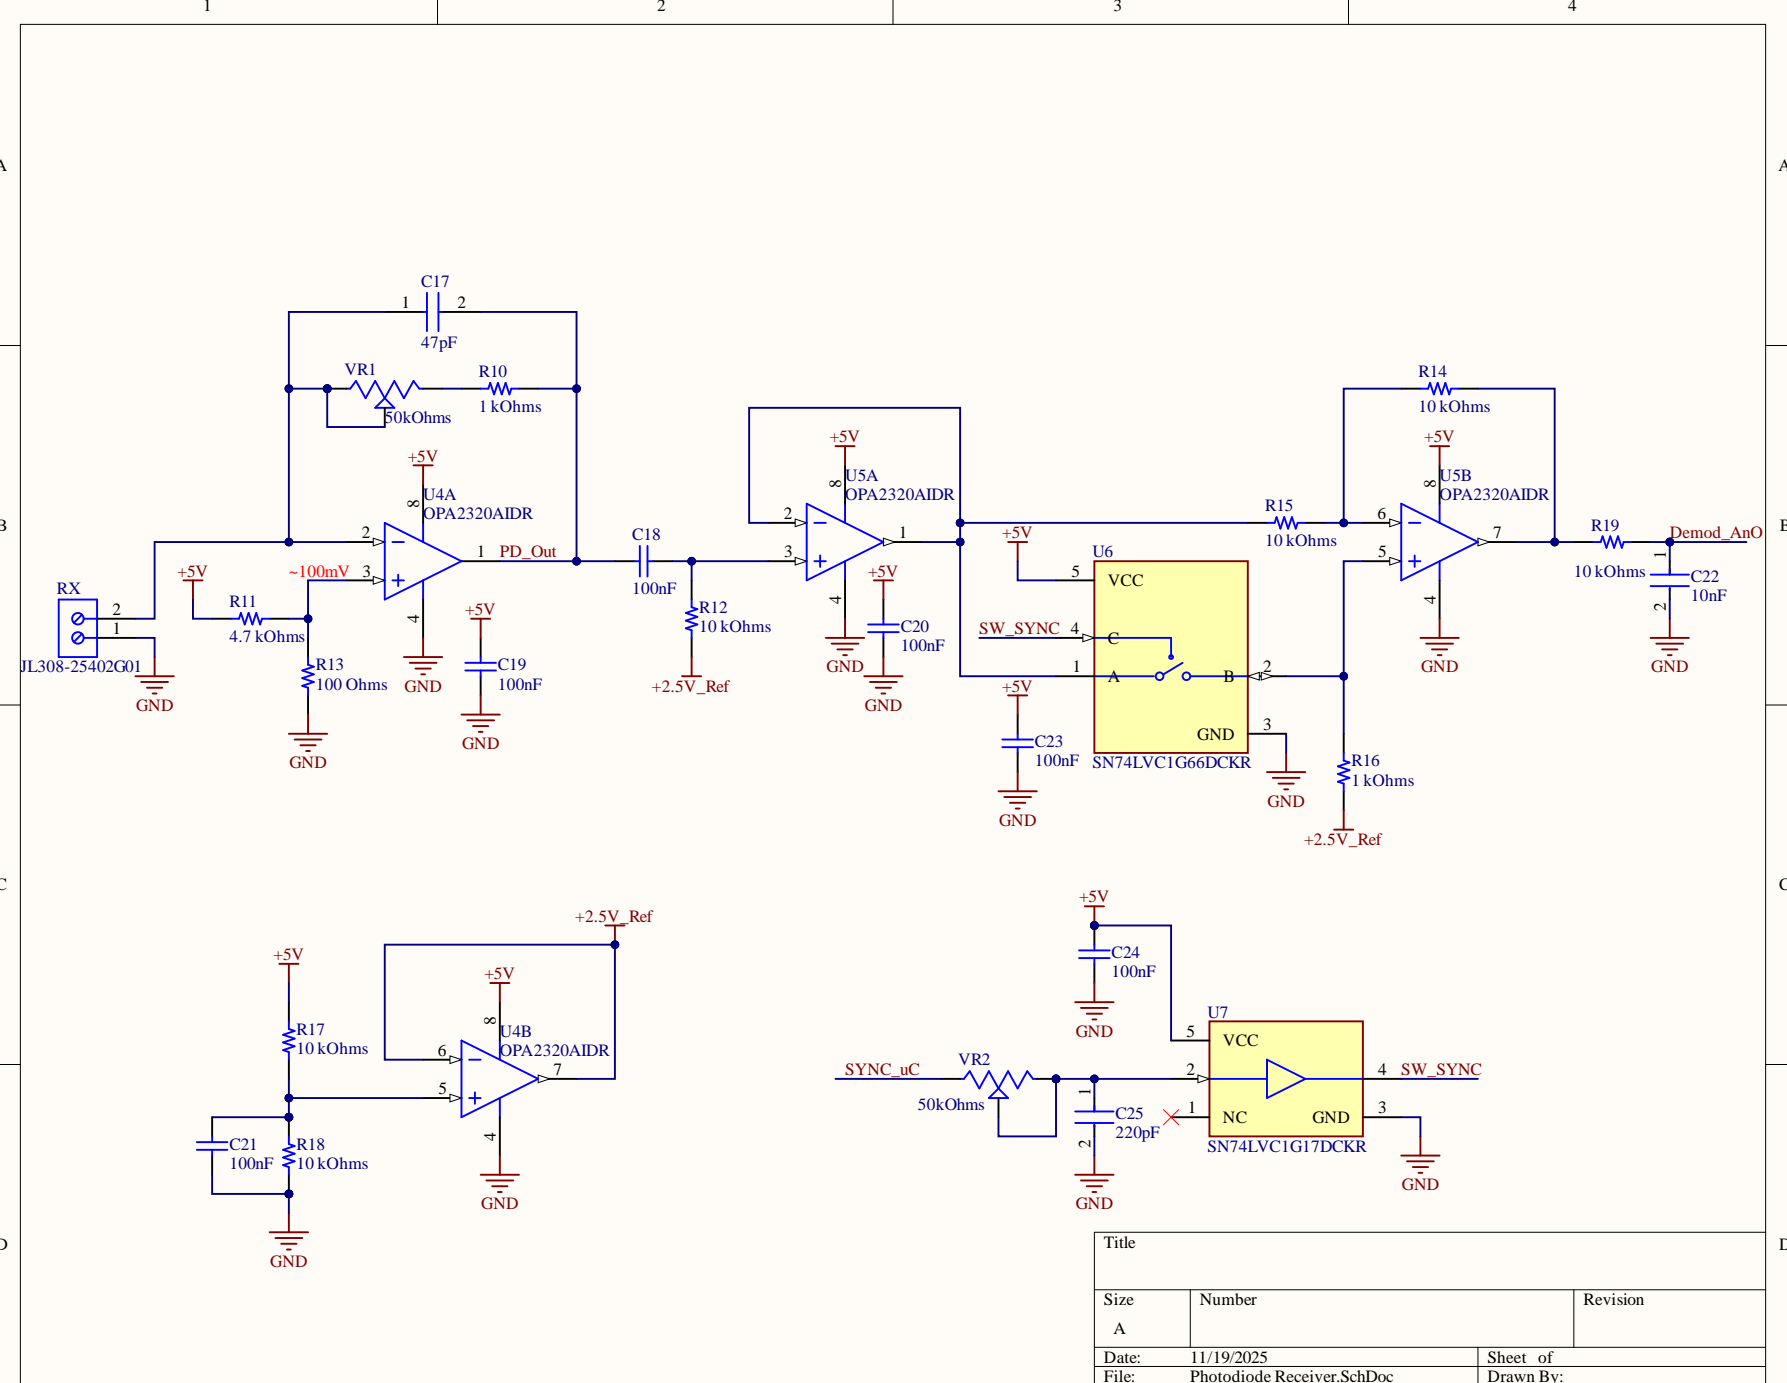 1 2 3 4
A A
C17
1 2
47pF
VR1
50kOhms
R10
1 kOhms
R14
10 kOhms
+5V
U4A
OPA2320AIDR
8
2
3
1
4
PD_Out
~100mV
GND
+5V
U5A
OPA2320AIDR
8
2
3
1
4
GND
+5V
U5B
OPA2320AIDR
8
6
5
7
4
GND
B B
RX
2
1
JL308-25402G01
GND
+5V
R11
4.7 kOhms
R13
100 Ohms
GND
+5V
C19
100nF
GND
C18
100nF
R12
10 kOhms
+2.5V_Ref
+5V
C20
100nF
GND
R15
10 kOhms
R19
10 kOhms
Demod_AnO
1
C22
10nF
2
GND
+5V
U6
5 VCC
SW_SYNC 4 C
1 A B 2
GND 3
SN74LVC1G66DCKR
GND
+5V
C23
100nF
GND
R16
1 kOhms
+2.5V_Ref
C C
+2.5V_Ref
+5V
R17
10 kOhms
C21
100nF
R18
10 kOhms
GND
+5V
U4B
OPA2320AIDR
8
6
5
7
4
GND
+5V
C24
100nF
GND
SYNC_uC
VR2
50kOhms
1
C25
220pF
2
GND
U7
5 VCC
2 4 SW_SYNC
1 NC GND 3
SN74LVC1G17DCKR
GND
D D
Title
Size Number Revision
A
Date: 11/19/2025 Sheet of
File: Photodiode Receiver.SchDoc Drawn By: